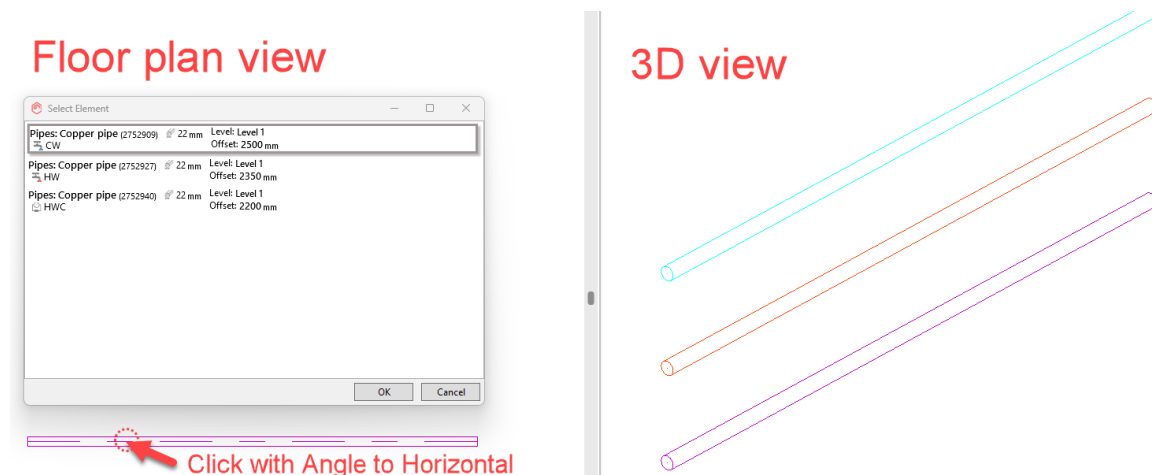 Floor plan view
3D view
Select Element
Pipes: Copper pipe (2752909) 22 mm Level: Level 1
CW Offset: 2500 mm
Pipes: Copper pipe (2752927) 22 mm Level: Level 1
HW Offset: 2350 mm
Pipes: Copper pipe (2752940) 22 mm Level: Level 1
HWC Offset: 2200 mm
OK Cancel
Click with Angle to Horizontal